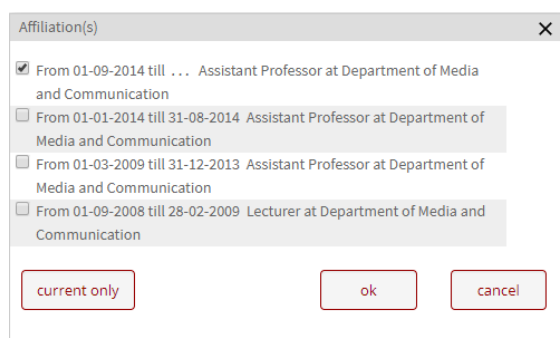 Affiliation(s)
From 01-09-2014 till ... Assistant Professor at Department of Media
and Communication
From 01-01-2014 till 31-08-2014 Assistant Professor at Department of
Media and Communication
From 01-03-2009 till 31-12-2013 Assistant Professor at Department of
Media and Communication
From 01-09-2008 till 28-02-2009 Lecturer at Department of Media and
Communication
current only ok cancel